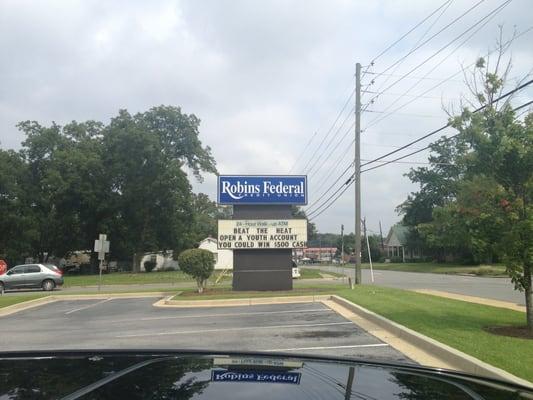 Robins Federal
CREDIT UNION
24-Hour Walk-up ATM
BEAT THE HEAT
OPEN A YOUTH ACCOUNT
YOU COULD WIN $100 CASH